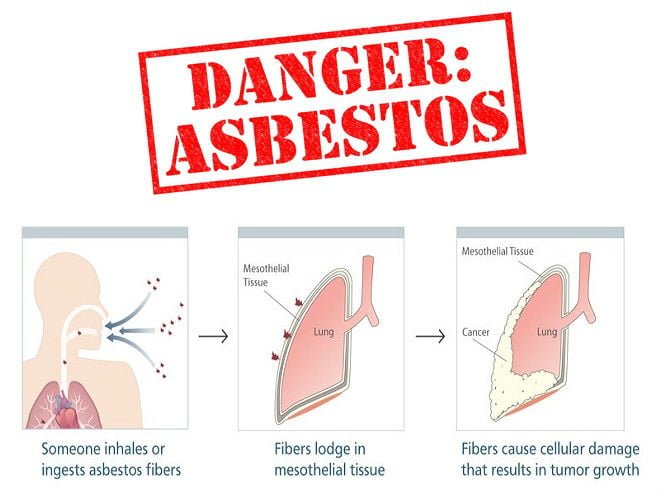 DANGER:
ASBESTOS
Mesothelial
Tissue
Lung
Mesothelial Tissue
Cancer
Lung
Someone inhales or
ingests asbestos fibers
Fibers lodge in
mesothelial tissue
Fibers cause cellular damage
that results in tumor growth